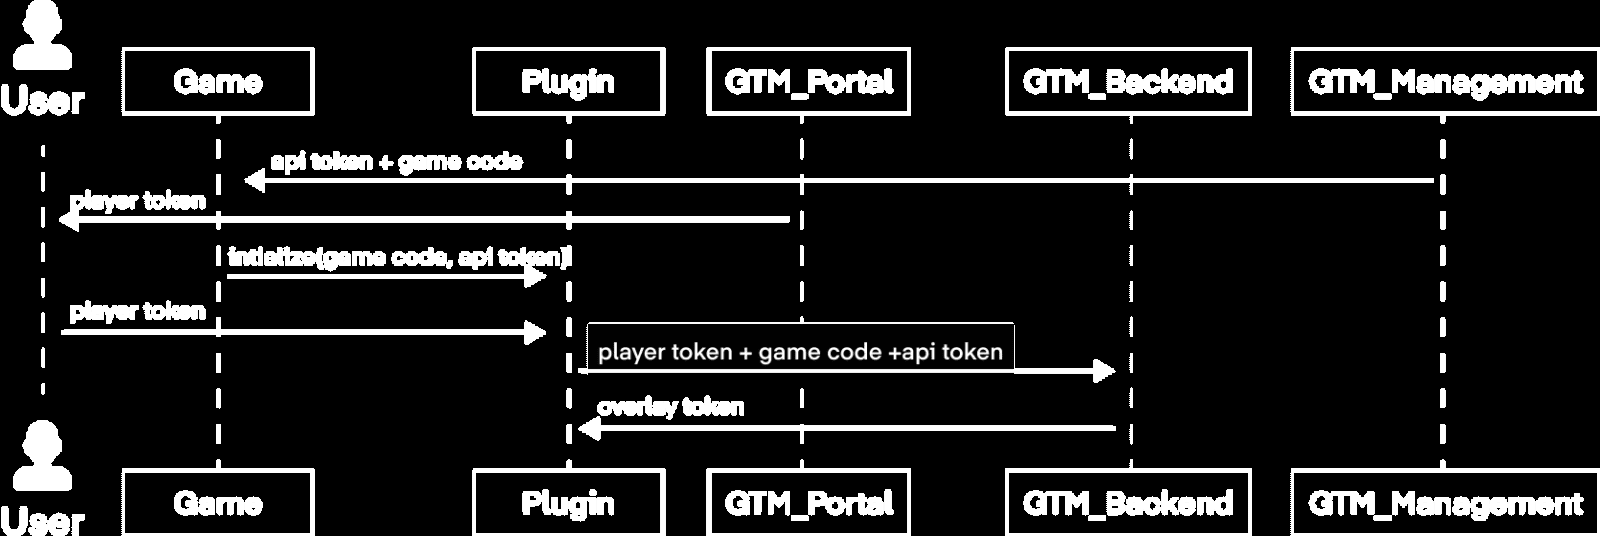 User
Game
Plugin
GTM_Portal
GTM_Backend
GTM_Management
api token + game code
player token
intialize(game code, api token)
player token
player token + game code +api token
overlay token
User
Game
Plugin
GTM_Portal
GTM_Backend
GTM_Management